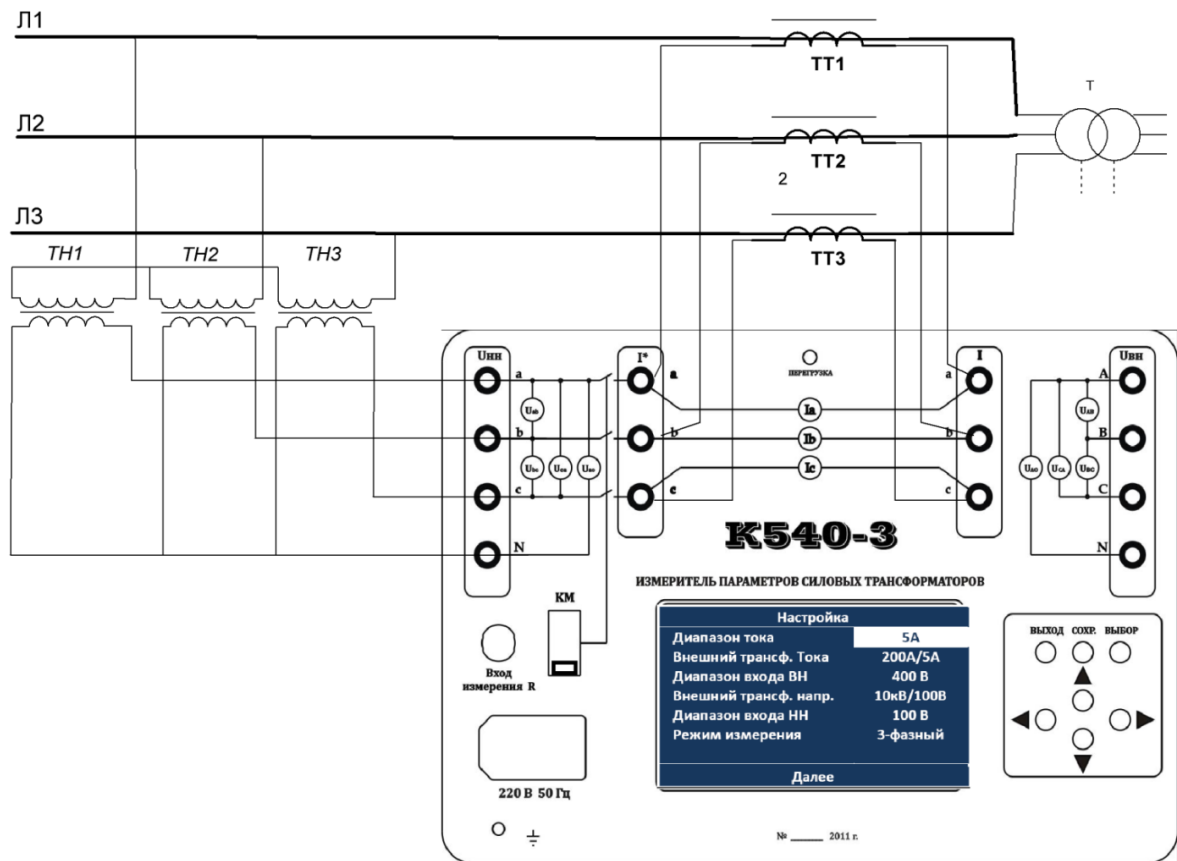 Л1
ТТ1
Т
Л2
ТТ2
2
Л3
ТН1 ТН2 ТН3
ТТ3
Uнн I* ПЕРЕГРУЗКА I Uвн
a a Ia a A
Uab UAB
b b Ib b B
Ubc Uca Uao UAO UCA UBC
c c Ic c C
N N
К540-3
ИЗМЕРИТЕЛЬ ПАРАМЕТРОВ СИЛОВЫХ ТРАНСФОРМАТОРОВ
КМ
Вход
измерения R
220 В 50 Гц
Настройка
Диапазон тока 5А
Внешний трансф. Тока 200А/5А
Диапазон входа ВН 400 В
Внешний трансф. напр. 10кВ/100В
Диапазон входа НН 100 В
Режим измерения 3-фазный
Далее
ВЫХОД СОХР. ВЫБОР
№ _____ 2011 г.